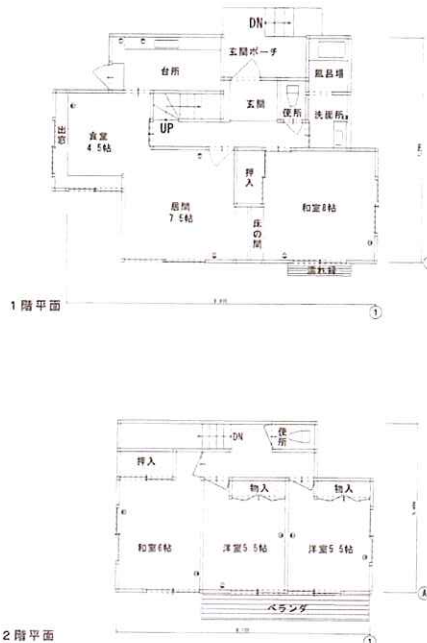 DN
玄関ポーチ
台所
風呂場
玄関
便所
洗面所
UP
出窓
食堂
4.5帖
押入
居間
7.5帖
床の間
和室8帖
濡れ縁
1階平面
1
DN
便所
押入
物入
物入
和室6帖
洋室5.5帖
洋室5.5帖
ベランダ
2階平面
1